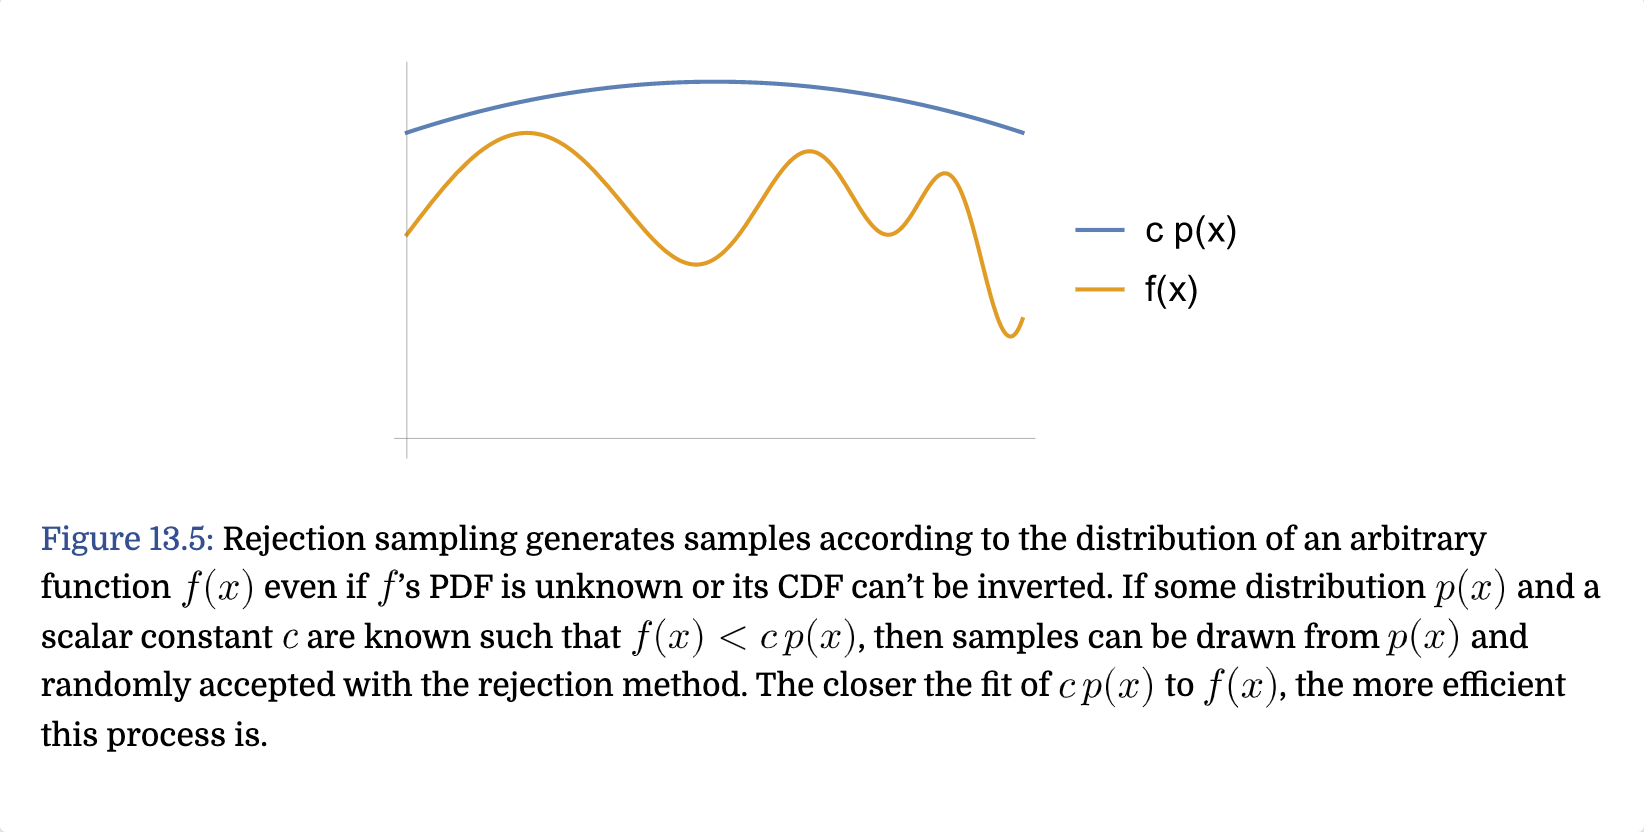 c p(x)
f(x)
Figure 13.5: Rejection sampling generates samples according to the distribution of an arbitrary
function f(x) even if f’s PDF is unknown or its CDF can’t be inverted. If some distribution p(x) and a
scalar constant c are known such that f(x) < c p(x), then samples can be drawn from p(x) and
randomly accepted with the rejection method. The closer the fit of c p(x) to f(x), the more efficient
this process is.